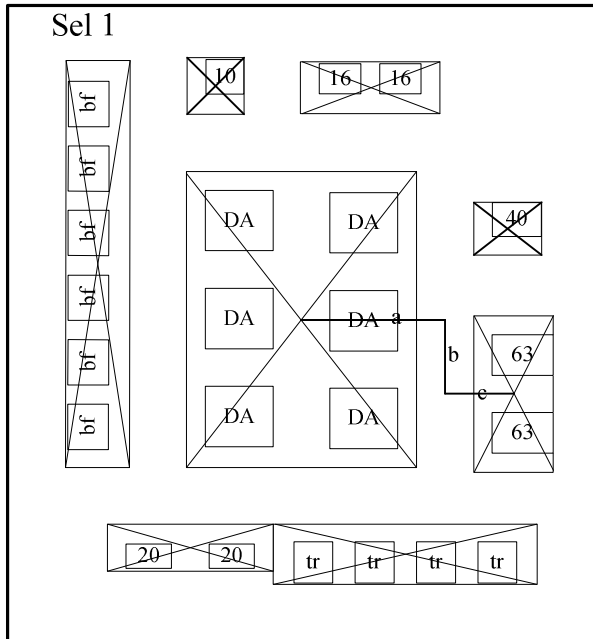 Sel 1
bf
bf
bf
bf
bf
bf
10
16 16
DA DA
40
DA DA a
b
63
c
DA DA
63
20 20
tr tr tr tr